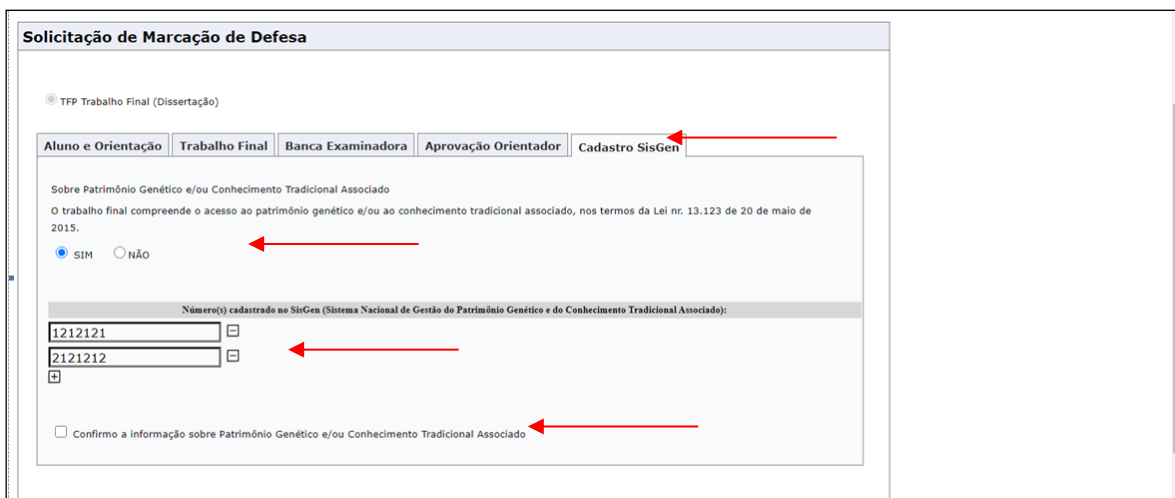 Solicitação de Marcação de Defesa
TFP Trabalho Final (Dissertação)
Aluno e Orientação Trabalho Final Banca Examinadora Aprovação Orientador Cadastro SisGen
Sobre Patrimônio Genético e/ou Conhecimento Tradicional Associado
O trabalho final compreende o acesso ao patrimônio genético e/ou ao conhecimento tradicional associado, nos termos da Lei nr. 13.123 de 20 de maio de
2015.
SIM NÃO
Número(s) cadastrado no SisGen (Sistema Nacional de Gestão do Patrimônio Genético e do Conhecimento Tradicional Associado):
1212121
2121212
Confirmo a informação sobre Patrimônio Genético e/ou Conhecimento Tradicional Associado